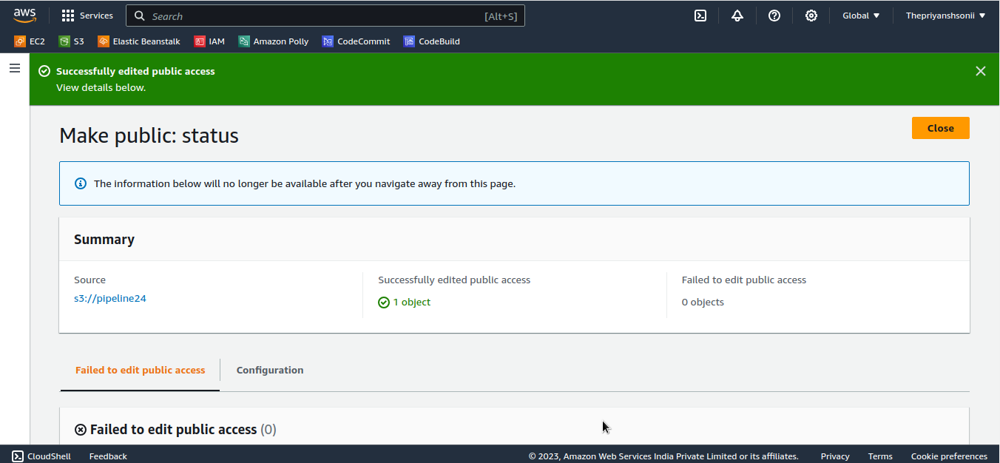 aws Services Search [Alt+S] Global Thepriyanshsonii
EC2 S3 Elastic Beanstalk IAM Amazon Polly CodeCommit CodeBuild
Successfully edited public access
View details below.
Make public: status
Close
The information below will no longer be available after you navigate away from this page.
Summary
Source
s3://pipeline24
Successfully edited public access
1 object
Failed to edit public access
0 objects
Failed to edit public access Configuration
Failed to edit public access (0)
CloudShell Feedback © 2023, Amazon Web Services India Private Limited or its affiliates. Privacy Terms Cookie preferences